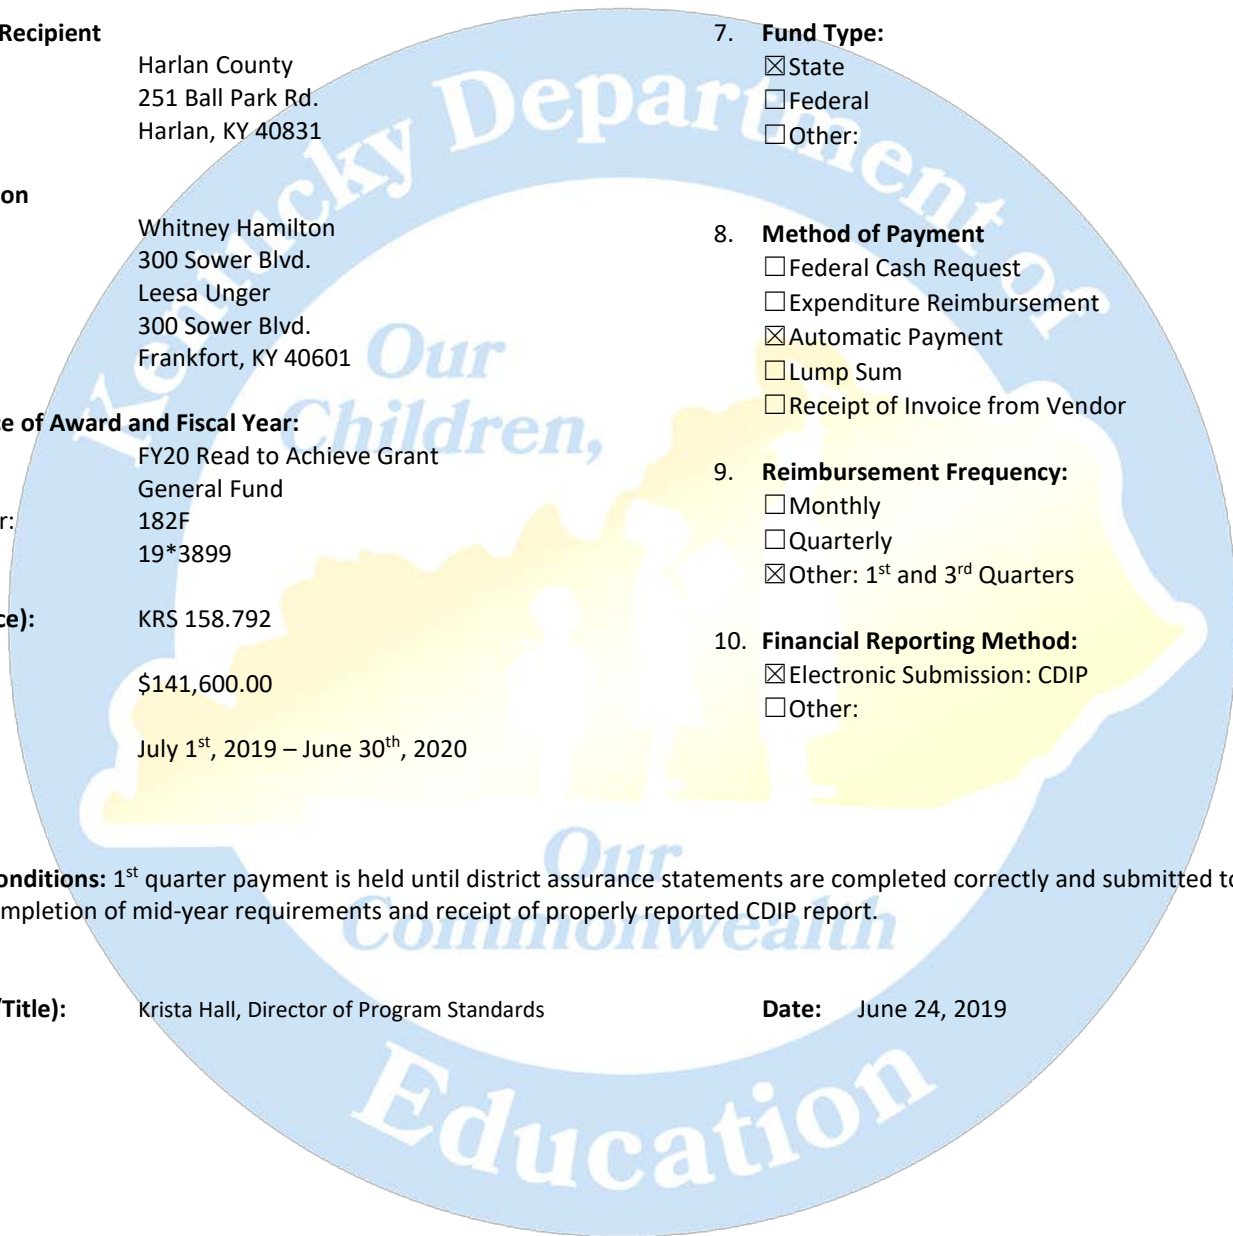 Recipient
Harlan County
251 Ball Park Rd.
Harlan, KY 40831
on
Whitney Hamilton
300 Sower Blvd.
Leesa Unger
300 Sower Blvd.
Frankfort, KY 40601
e of Award and Fiscal Year:
FY20 Read to Achieve Grant
General Fund
r: 182F
19*3899
ce): KRS 158.792
$141,600.00
July 1st, 2019 – June 30th, 2020
7. Fund Type:
☒State
☐Federal
☐Other:
8. Method of Payment
☐Federal Cash Request
☐Expenditure Reimbursement
☒Automatic Payment
☐Lump Sum
☐Receipt of Invoice from Vendor
9. Reimbursement Frequency:
☐Monthly
☐Quarterly
☒Other: 1st and 3rd Quarters
10. Financial Reporting Method:
☒Electronic Submission: CDIP
☐Other:
onditions: 1st quarter payment is held until district assurance statements are completed correctly and submitted to
mpletion of mid-year requirements and receipt of properly reported CDIP report.
/Title): Krista Hall, Director of Program Standards Date: June 24, 2019
Kentucky Department of
Education
Our
Children,
Our
Commonwealth